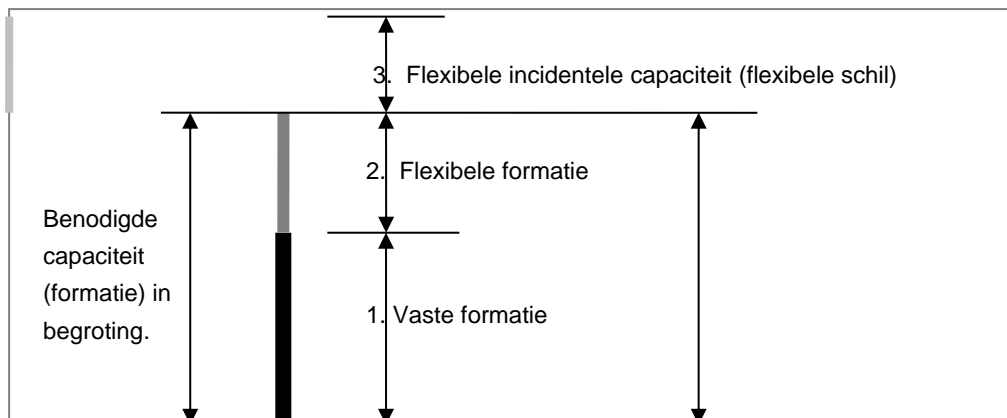 3. Flexibele incidentele capaciteit (flexibele schil)
2. Flexibele formatie
Benodigde
capaciteit
(formatie) in
begroting.
1. Vaste formatie